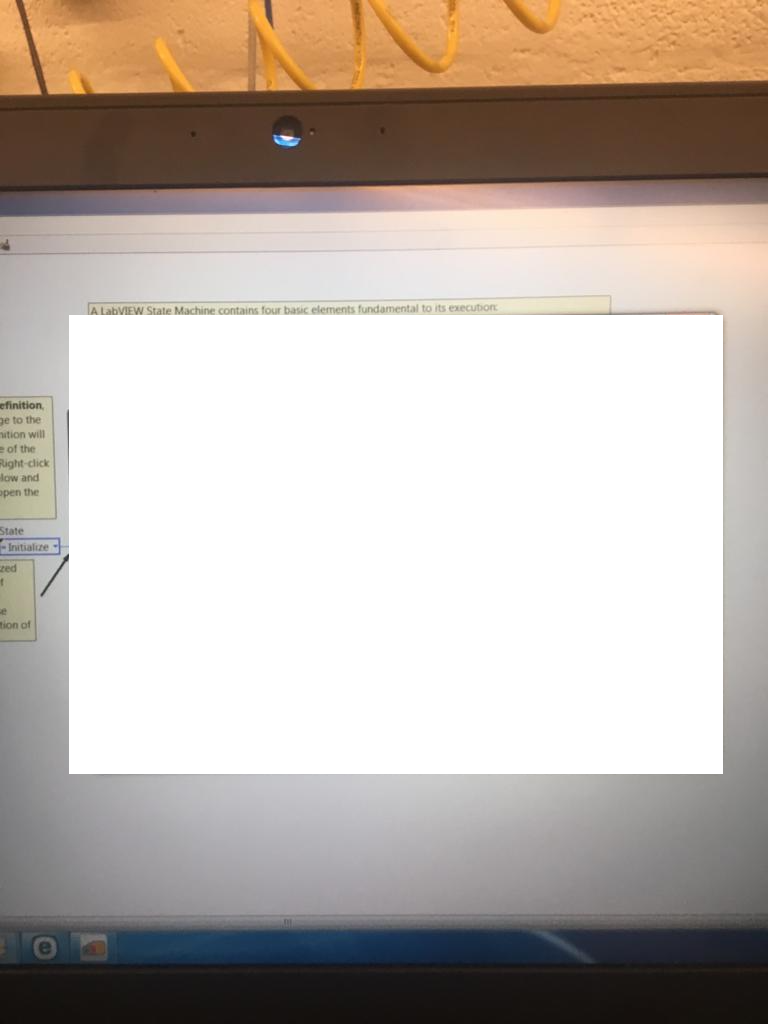 A LabVIEW State Machine contains four basic elements fundamental to its execution:
efinition,
ge to the
nition will
e of the
Right-click
low and
open the
State
Initialize
zed
f
se
tion of
e